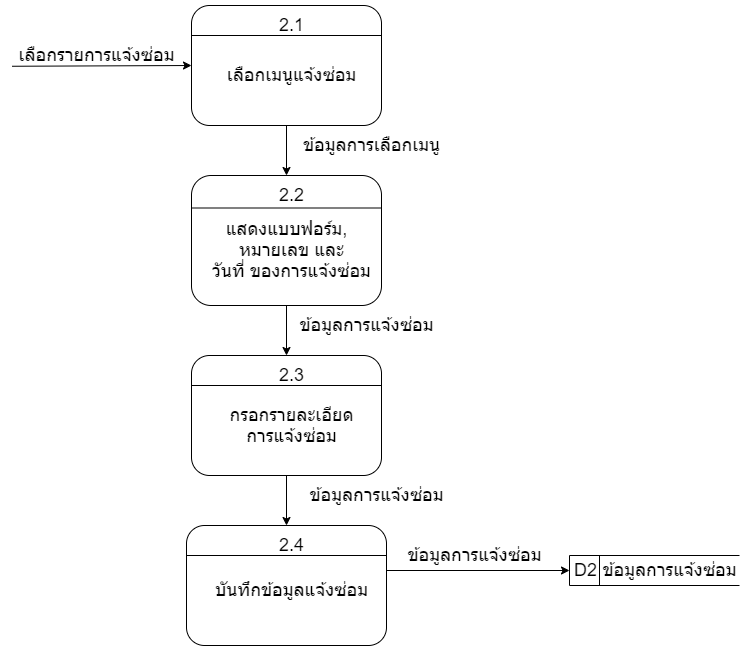 2.1
เลือกรายการแจ้งซ่อม
เลือกเมนูแจ้งซ่อม
ข้อมูลการเลือกเมนู
2.2
แสดงแบบฟอร์ม,
หมายเลข และ
วันที่ ของการแจ้งซ่อม
ข้อมูลการแจ้งซ่อม
2.3
กรอกรายละเอียด
การแจ้งซ่อม
ข้อมูลการแจ้งซ่อม
2.4
ข้อมูลการแจ้งซ่อม
D2 ข้อมูลการแจ้งซ่อม
บันทึกข้อมูลแจ้งซ่อม